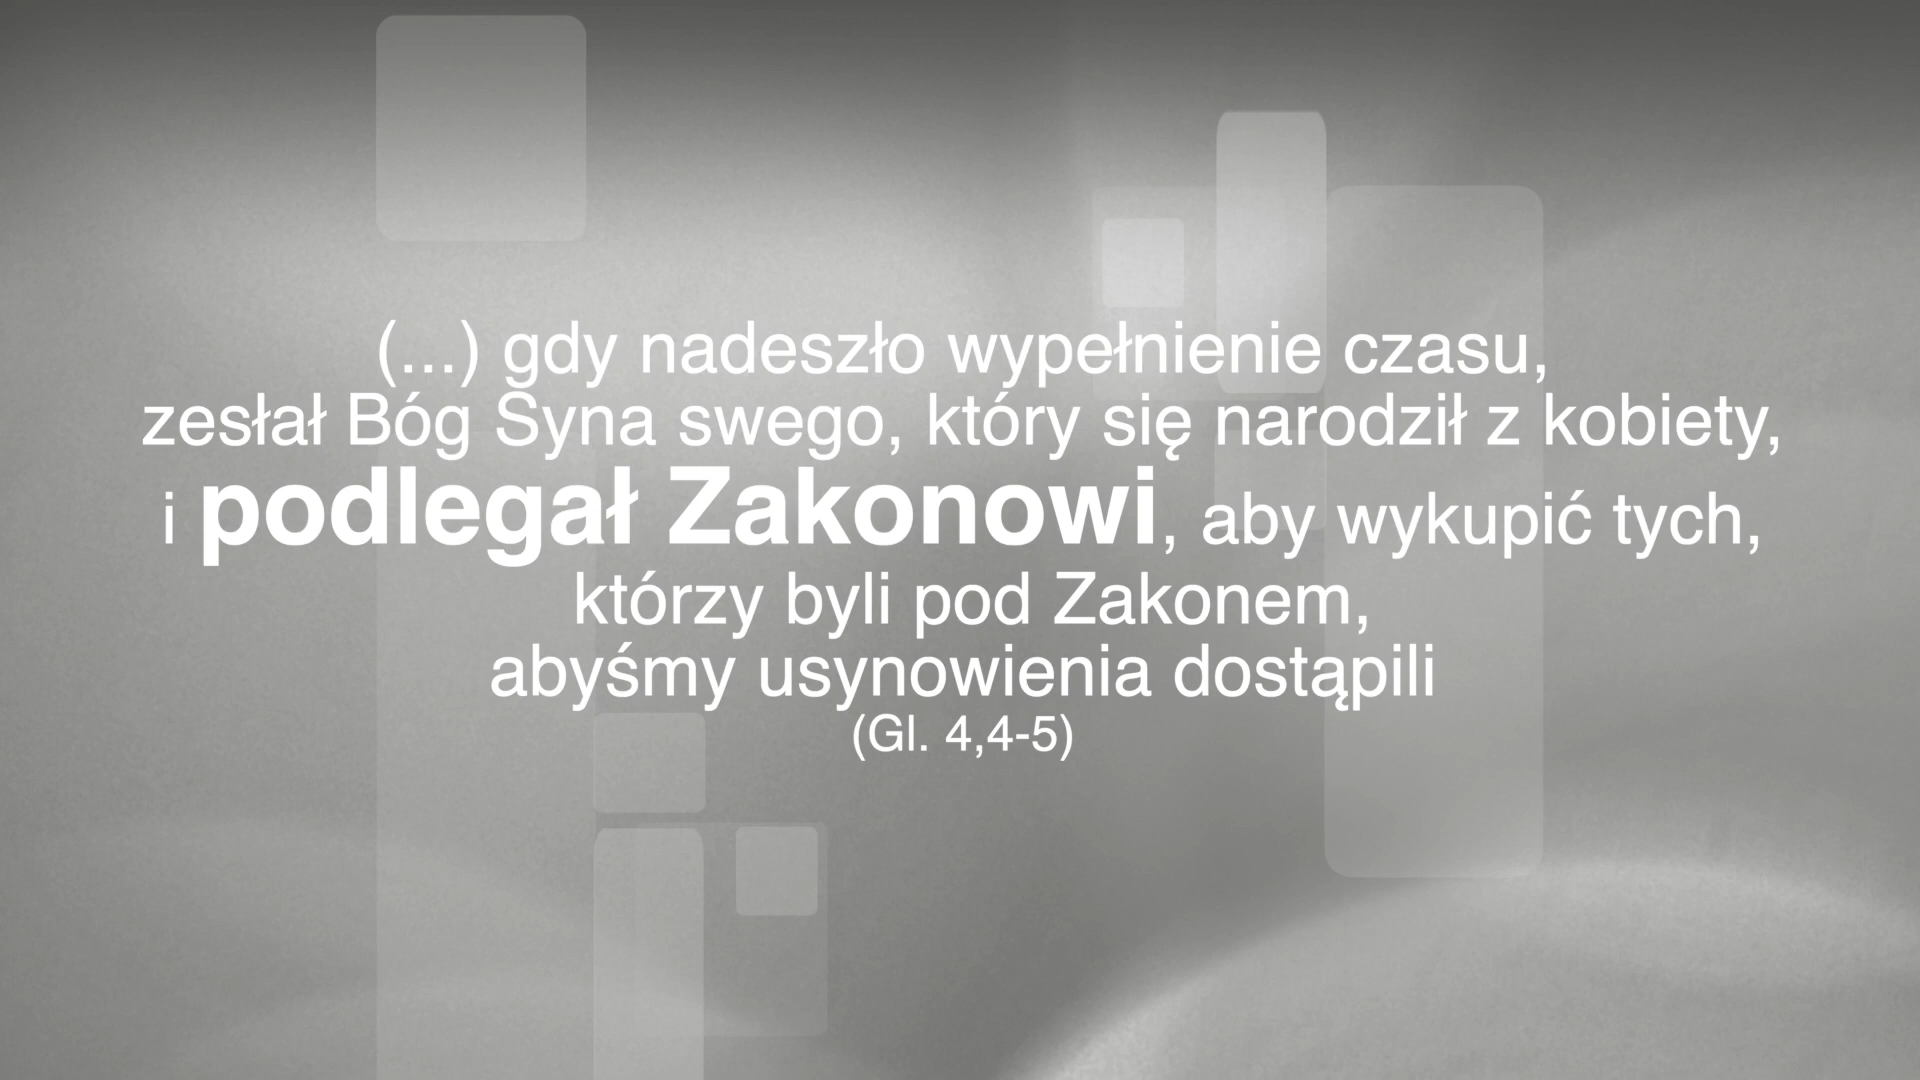 (...) gdy nadeszło wypełnienie czasu,
zesłał Bóg Syna swego, który się narodził z kobiety,
i podlegał Zakonowi, aby wykupić tych,
którzy byli pod Zakonem,
abyśmy usynowienia dostąpili
(Gl. 4,4-5)